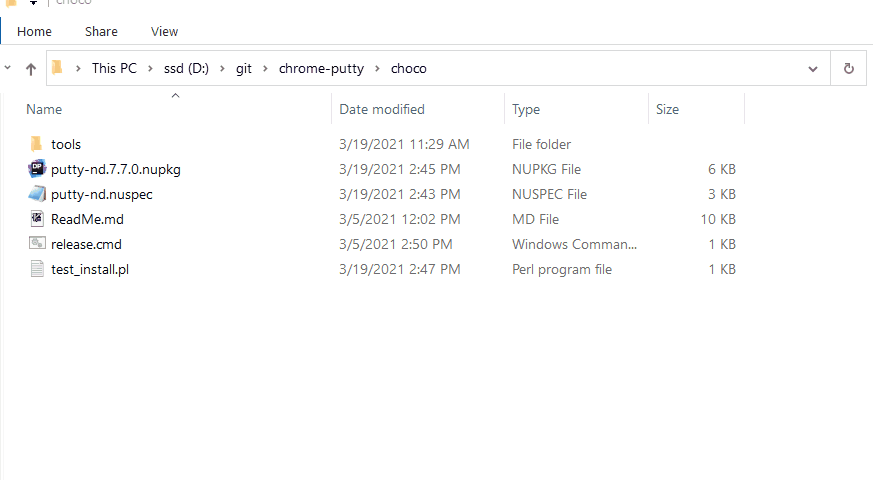 choco
Home Share View
This PC ssd (D:) git chrome-putty choco
Name Date modified Type Size
tools 3/19/2021 11:29 AM File folder
putty-nd.7.7.0.nupkg 3/19/2021 2:45 PM NUPKG File 6 KB
putty-nd.nuspec 3/19/2021 2:43 PM NUSPEC File 3 KB
ReadMe.md 3/5/2021 12:02 PM MD File 10 KB
release.cmd 3/5/2021 2:50 PM Windows Comman... 1 KB
test_install.pl 3/19/2021 2:47 PM Perl program file 1 KB